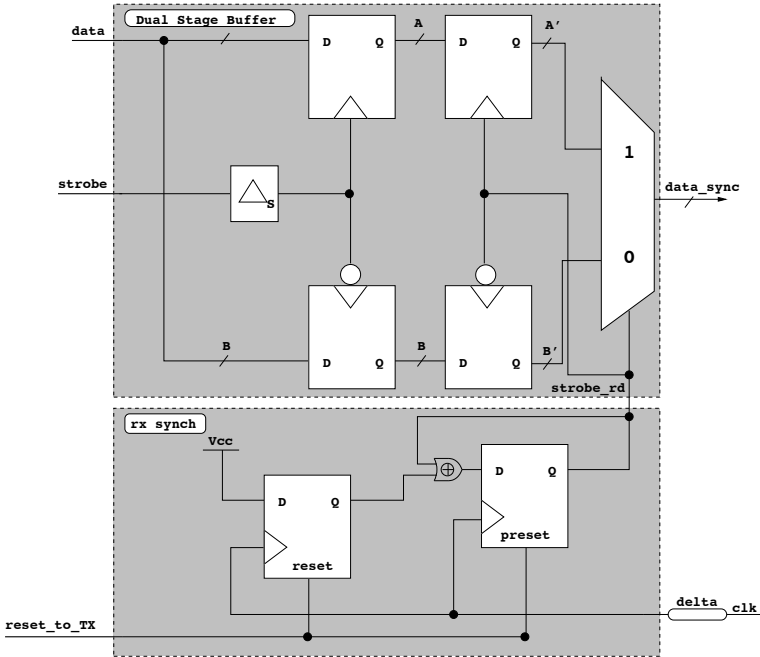 Dual Stage Buffer
data
D Q
A
D Q
A'
1
strobe
S
data_sync
0
B
D Q
B
D Q
B'
strobe_rd
rx synch
Vcc
D Q
reset
D Q
preset
delta
clk
reset_to_TX